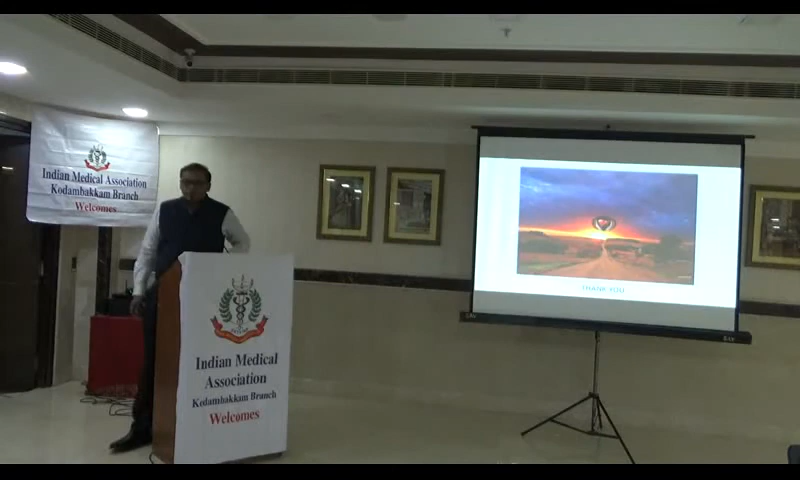 Indian Medical Association
Kodambakkam Branch
Welcomes
Indian Medical
Association
Kodambakkam Branch
Welcomes
THANK YOU